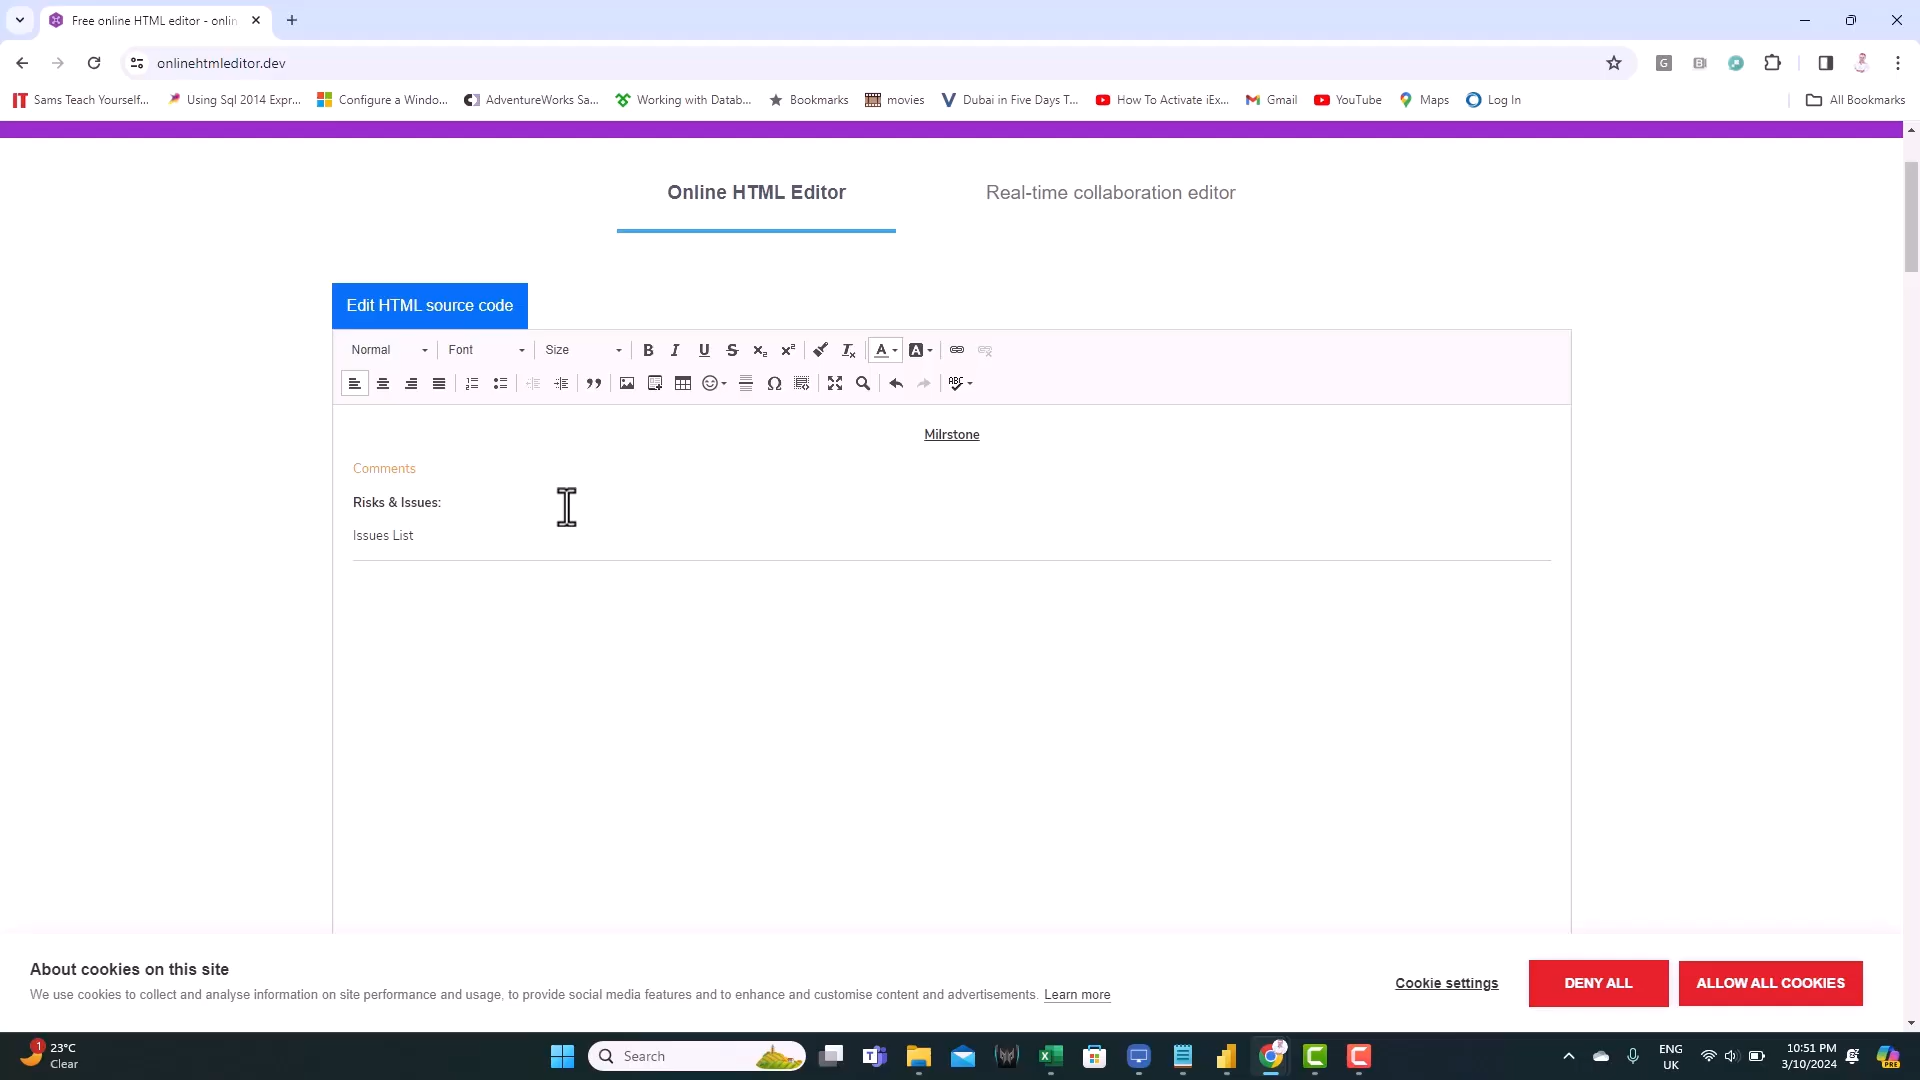 Free online HTML editor - onlin
onlinehtmleditor.dev
Sams Teach Yourself... Using Sql 2014 Expr... Configure a Windo... AdventureWorks Sa... Working with Datab... Bookmarks movies Dubai in Five Days T... How To Activate iEx... Gmail YouTube Maps Log In All Bookmarks
Online HTML Editor Real-time collaboration editor
Edit HTML source code
Normal Font Size
Milrstone
Comments
Risks & Issues:
Issues List
About cookies on this site
We use cookies to collect and analyse information on site performance and usage, to provide social media features and to enhance and customise content and advertisements. Learn more
Cookie settings DENY ALL ALLOW ALL COOKIES
1 23°C
Clear
Search
ENG
UK
10:51 PM
3/10/2024